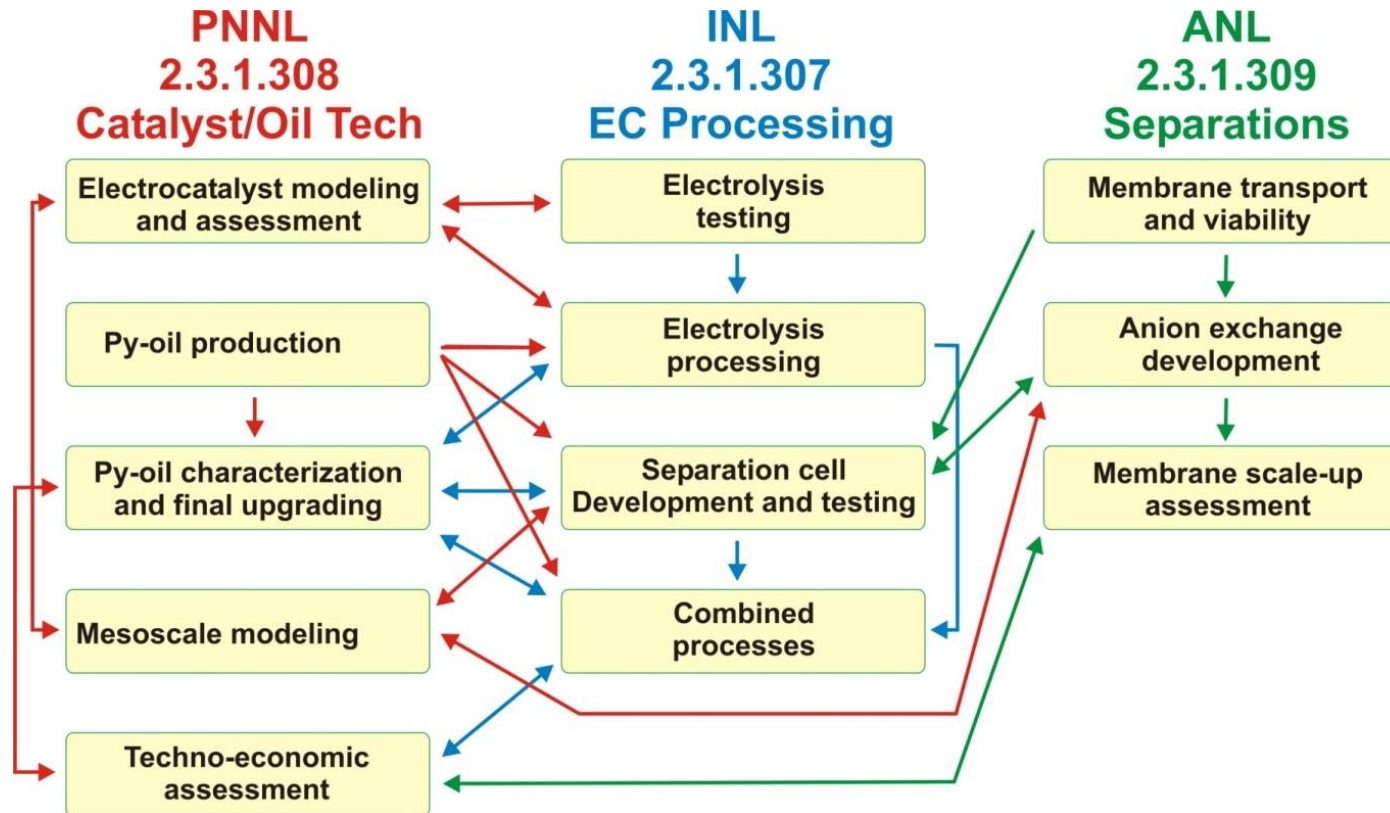 PNNL
2.3.1.308
Catalyst/Oil Tech
Electrocatalyst modeling
and assessment
Py-oil production
Py-oil characterization
and final upgrading
Mesoscale modeling
Techno-economic
assessment
INL
2.3.1.307
EC Processing
Electrolysis
testing
Electrolysis
processing
Separation cell
Development and testing
Combined
processes
ANL
2.3.1.309
Separations
Membrane transport
and viability
Anion exchange
development
Membrane scale-up
assessment